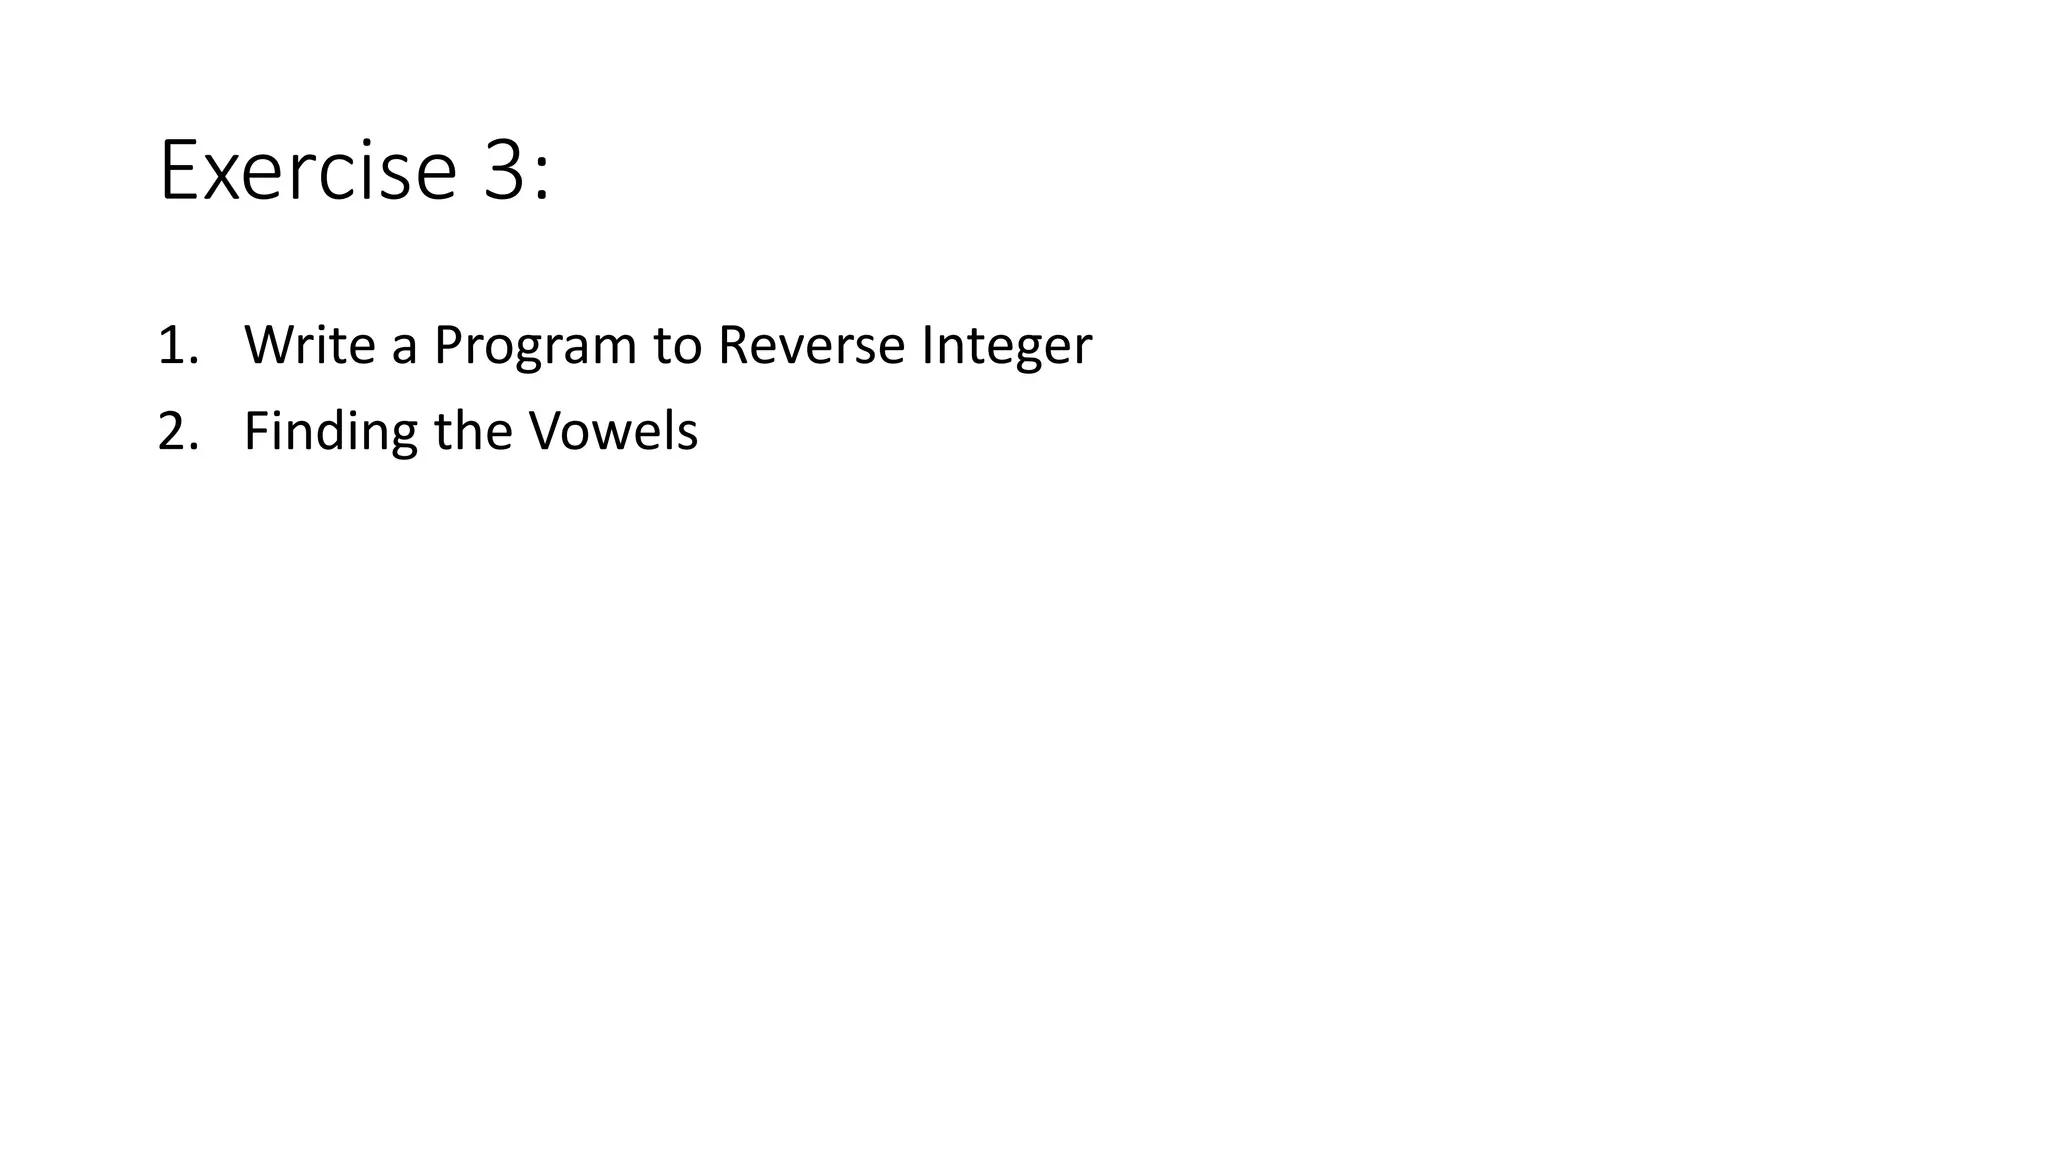 Exercise 3:
1. Write a Program to Reverse Integer
2. Finding the Vowels